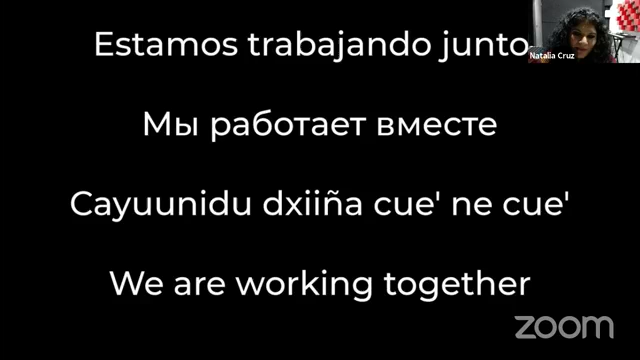 Estamos trabajando junto
Natalia Cruz
Мы работает вместе
Cayuunidu dxiiña cue' ne cue'
We are working together
zoom